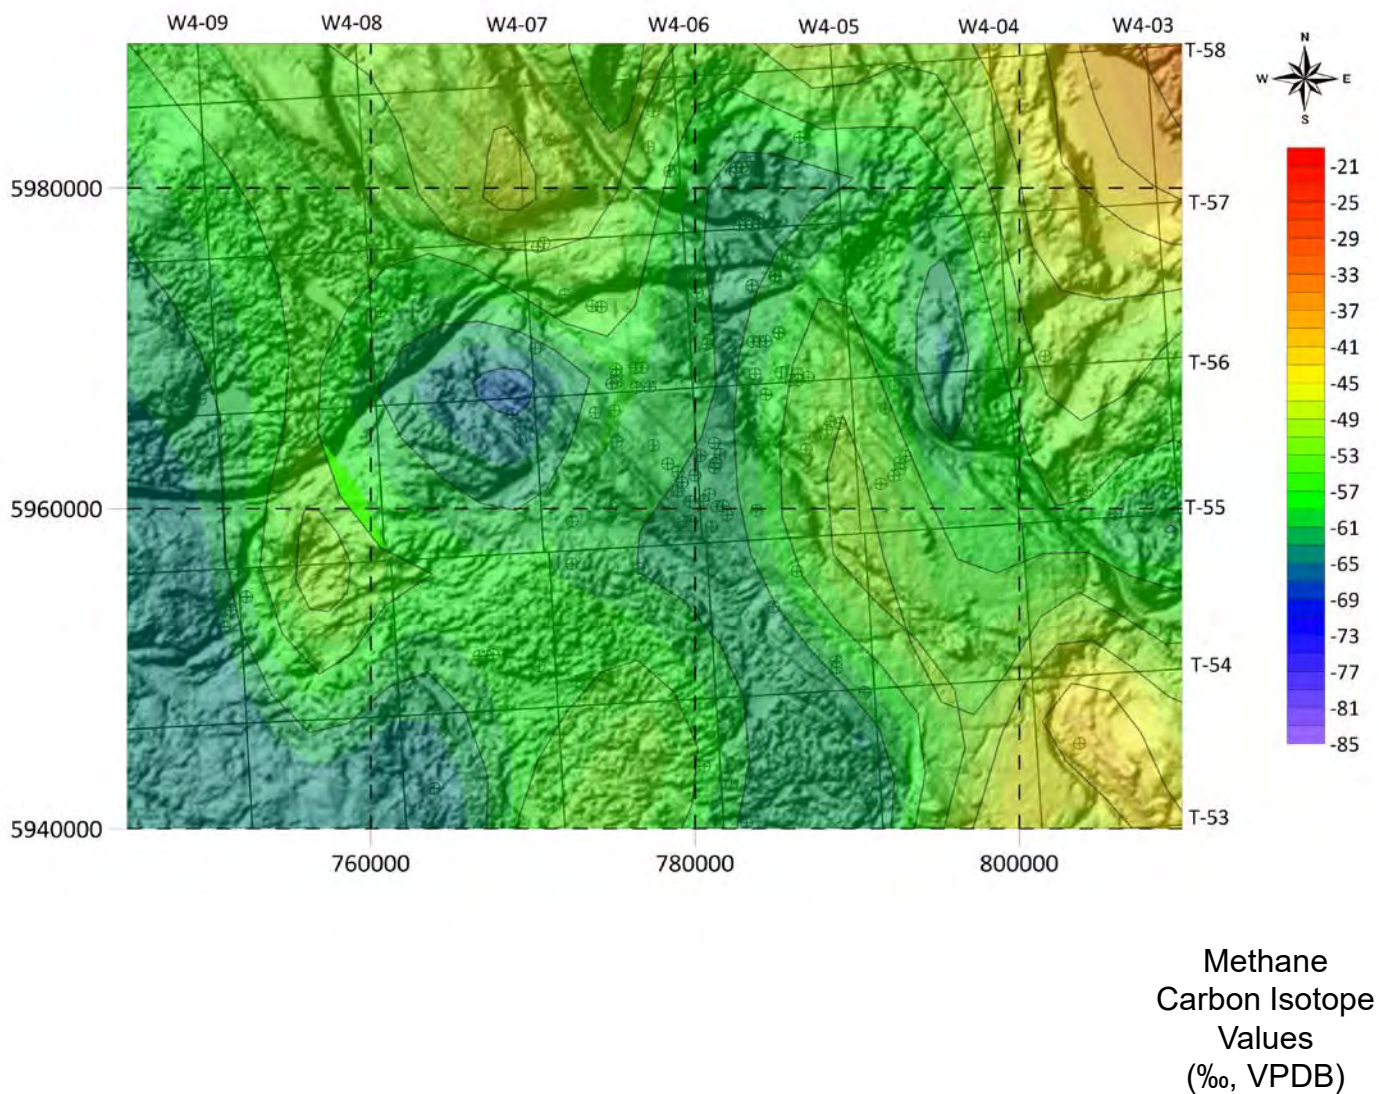 W4-09 W4-08 W4-07 W4-06 W4-05 W4-04 W4-03
T-58
N
W E
S
-21
5980000
T-57
-25
-29
-33
-37
-41
T-56
-45
-49
-53
-57
5960000
T-55
-61
-65
-69
-73
T-54
-77
-81
-85
5940000
T-53
760000 780000 800000
Methane
Carbon Isotope
Values
(‰, VPDB)